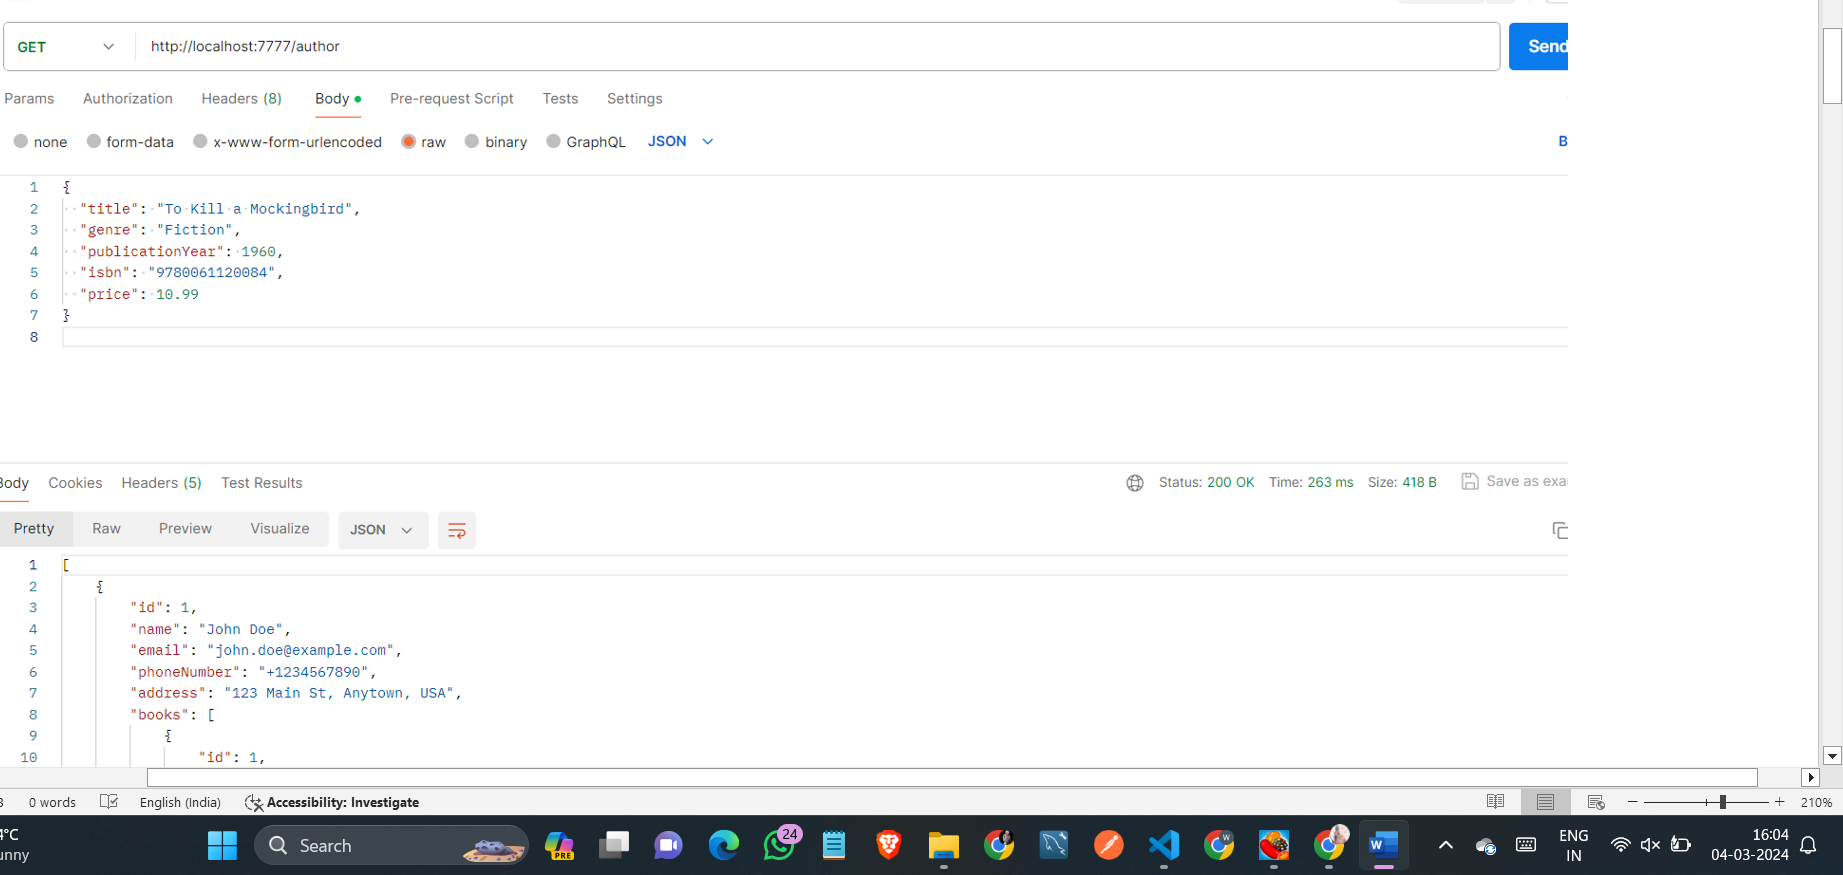 GET http://localhost:7777/author Send
Params Authorization Headers (8) Body Pre-request Script Tests Settings
none form-data x-www-form-urlencoded raw binary GraphQL JSON B
1 {
2 "title": "To Kill a Mockingbird",
3 "genre": "Fiction",
4 "publicationYear": 1960,
5 "isbn": "9780061120084",
6 "price": 10.99
7 }
8
Body Cookies Headers (5) Test Results Status: 200 OK Time: 263 ms Size: 418 B Save as exa
Pretty Raw Preview Visualize JSON
1 [
2 {
3 "id": 1,
4 "name": "John Doe",
5 "email": "john.doe@example.com",
6 "phoneNumber": "+1234567890",
7 "address": "123 Main St, Anytown, USA",
8 "books": [
9 {
10 "id": 1,
0 words English (India) Accessibility: Investigate 210%
4°C
unny
Search PRE 24 W W
ENG
IN
16:04
04-03-2024